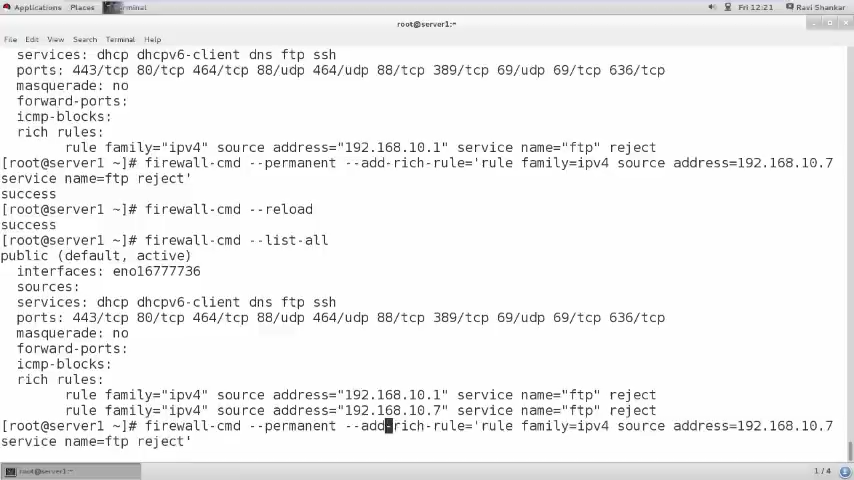 Applications Places Terminal Fri 12:21 Ravi Shankar
root@server1:~
File Edit View Search Terminal Help
services: dhcp dhcpv6-client dns ftp ssh
ports: 443/tcp 80/tcp 464/tcp 88/udp 464/udp 88/tcp 389/tcp 69/udp 69/tcp 636/tcp
masquerade: no
forward-ports:
icmp-blocks:
rich rules:
rule family="ipv4" source address="192.168.10.1" service name="ftp" reject
[root@server1 ~]# firewall-cmd --permanent --add-rich-rule='rule family=ipv4 source address=192.168.10.7
service name=ftp reject'
success
[root@server1 ~]# firewall-cmd --reload
success
[root@server1 ~]# firewall-cmd --list-all
public (default, active)
interfaces: eno16777736
sources:
services: dhcp dhcpv6-client dns ftp ssh
ports: 443/tcp 80/tcp 464/tcp 88/udp 464/udp 88/tcp 389/tcp 69/udp 69/tcp 636/tcp
masquerade: no
forward-ports:
icmp-blocks:
rich rules:
rule family="ipv4" source address="192.168.10.1" service name="ftp" reject
rule family="ipv4" source address="192.168.10.7" service name="ftp" reject
[root@server1 ~]# firewall-cmd --permanent --add-rich-rule='rule family=ipv4 source address=192.168.10.7
service name=ftp reject'
root@server1:~ 1 / 4